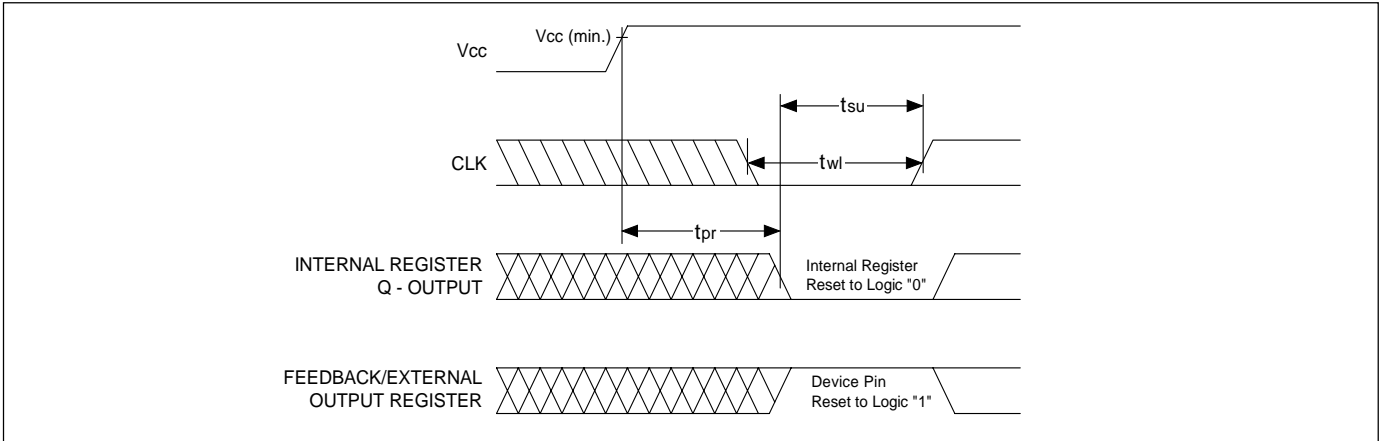 Vcc
Vcc (min.)
tsu
CLK
twl
tpr
INTERNAL REGISTER
Q - OUTPUT
Internal Register
Reset to Logic "0"
FEEDBACK/EXTERNAL
OUTPUT REGISTER
Device Pin
Reset to Logic "1"